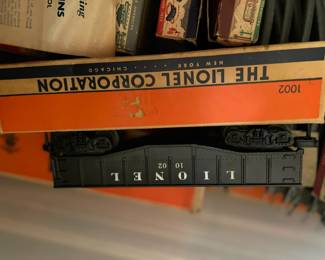 THE LIONEL CORPORATION
NEW YORK . . . CHICAGO
1002
LIONEL
1002